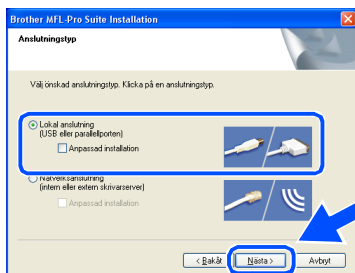 Brother MFL-Pro Suite Installation
Anslutningstyp
Välj önskad anslutningstyp. Klicka på en anslutningstyp.
Lokal anslutning
(USB eller parallellporten)
Anpassad installation
Nätverksanslutning
(intern eller extern skrivarserver)
Anpassad installation
< Bakåt
Nästa >
Avbryt